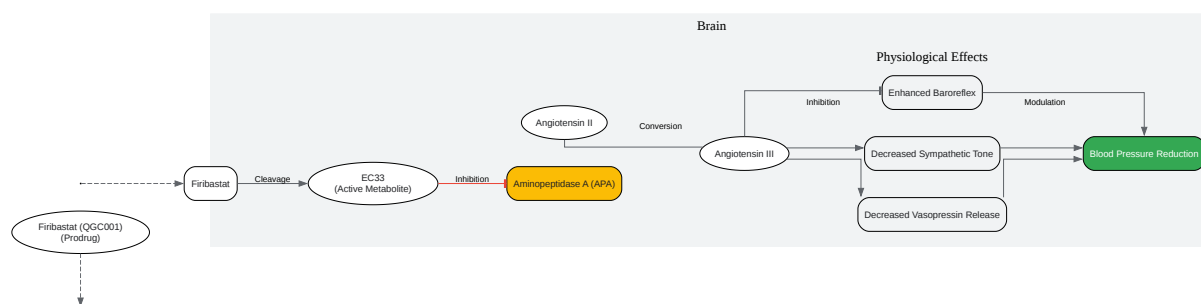 Brain
Physiological Effects
Enhanced Baroreflex
Inhibition
Modulation
Angiotensin II
Conversion
Angiotensin III
Decreased Sympathetic Tone
Blood Pressure Reduction
Firibastat
Cleavage
EC33
(Active Metabolite)
Inhibition
Aminopeptidase A (APA)
Decreased Vasopressin Release
Firibastat (QGC001)
(Prodrug)